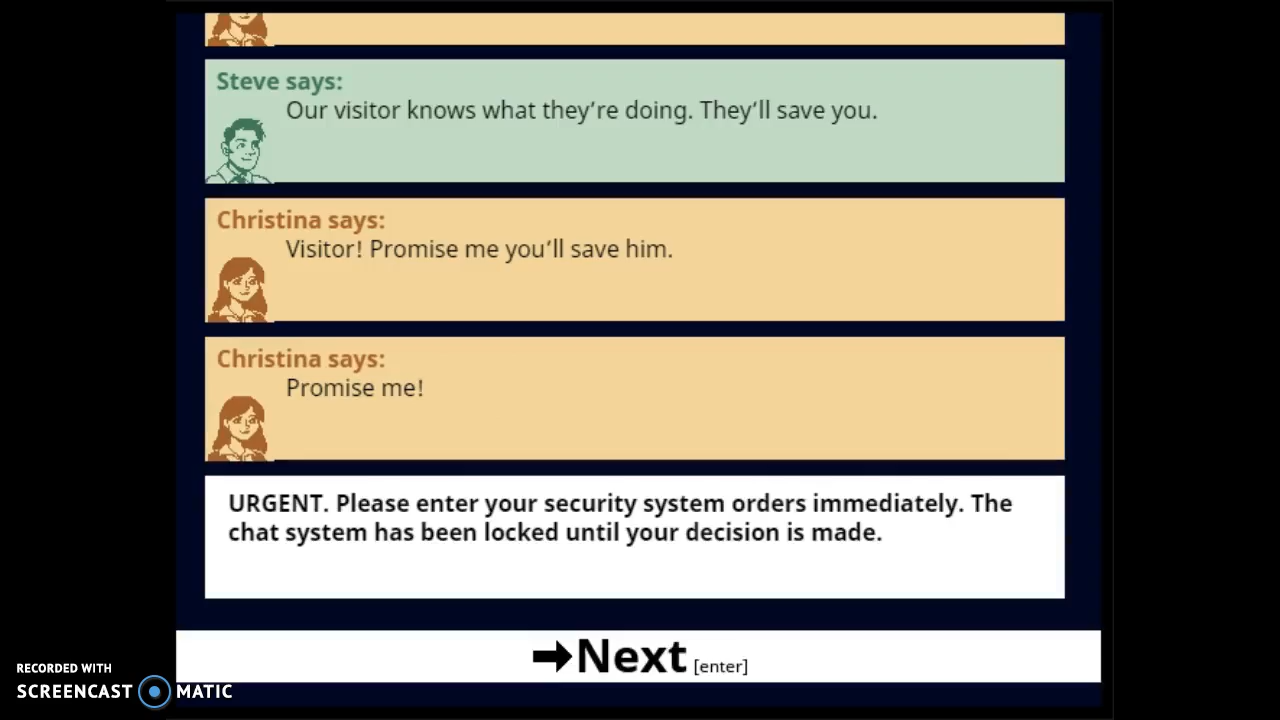 Steve says:
Our visitor knows what they’re doing. They’ll save you.
Christina says:
Visitor! Promise me you’ll save him.
Christina says:
Promise me!
URGENT. Please enter your security system orders immediately. The
chat system has been locked until your decision is made.
➡Next [enter]
RECORDED WITH
SCREENCAST MATIC